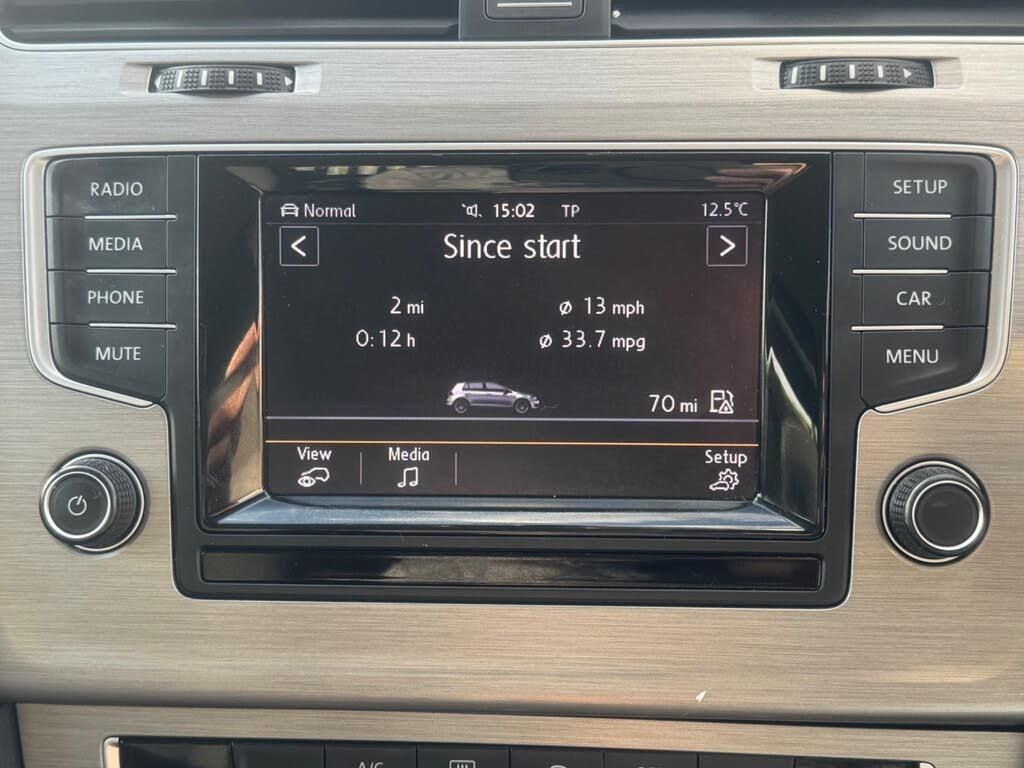 RADIO
MEDIA
PHONE
MUTE
Normal 15:02 TP 12.5°C
< Since start >
2 mi ø 13 mph
0:12 h ø 33.7 mpg
70 mi
View Media Setup
SETUP
SOUND
CAR
MENU
A/C